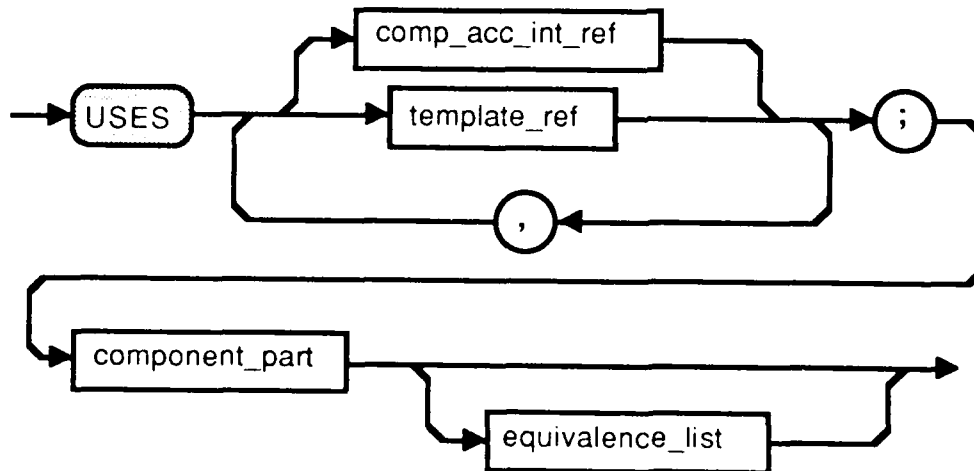 comp_acc_int_ref
USES
template_ref
;
,
component_part
equivalence_list